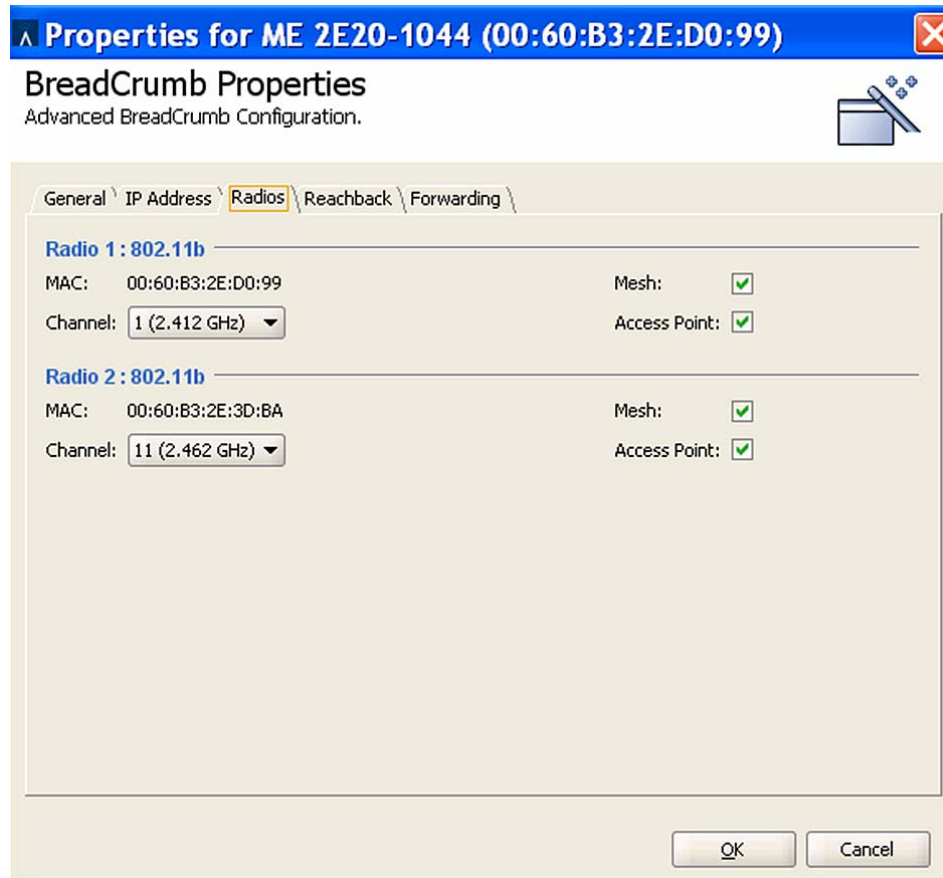 Properties for ME 2E20-1044 (00:60:B3:2E:D0:99)
BreadCrumb Properties
Advanced BreadCrumb Configuration.
General IP Address Radios Reachback Forwarding
Radio 1 : 802.11b
MAC: 00:60:B3:2E:D0:99 Mesh:
Channel: 1 (2.412 GHz) Access Point:
Radio 2 : 802.11b
MAC: 00:60:B3:2E:3D:BA Mesh:
Channel: 11 (2.462 GHz) Access Point:
OK Cancel